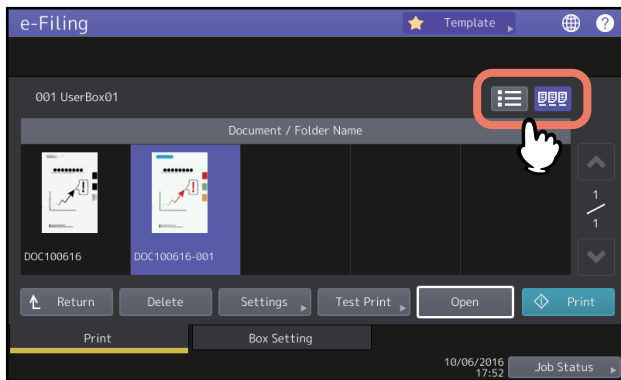 e-Filing
Template
?
001 UserBox01
Document / Folder Name
1
1
DOC100616
DOC100616-001
Return
Delete
Settings
Test Print
Open
Print
Print
Box Setting
10/06/2016
17:52
Job Status